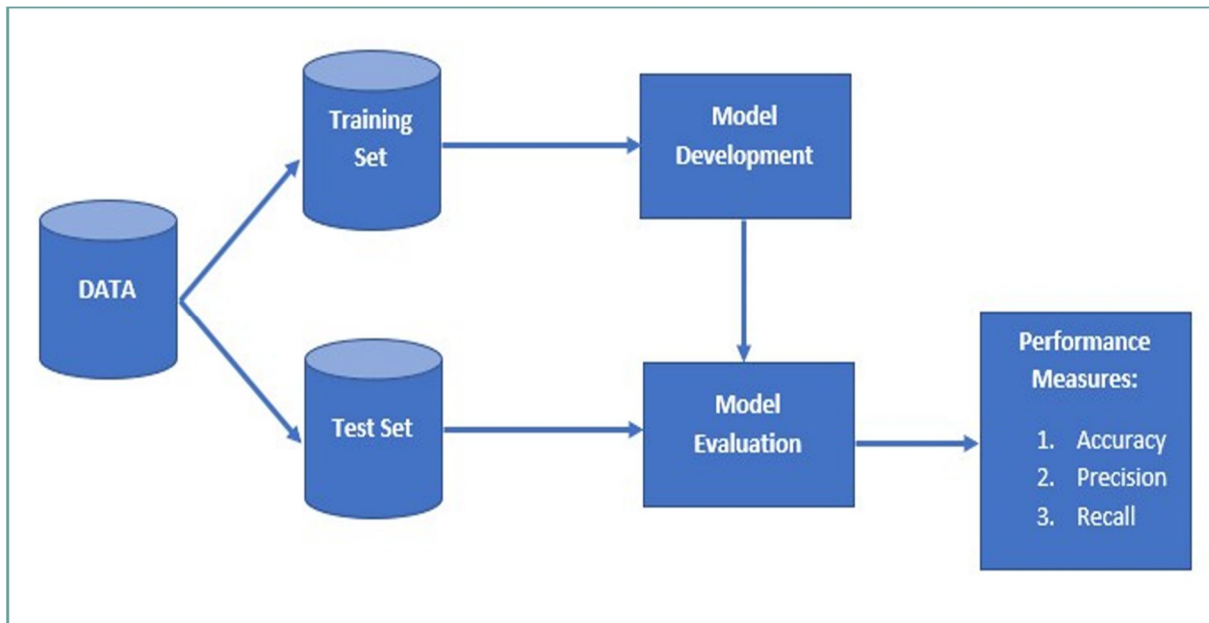 Training
Set
Model
Development
DATA
Test Set
Model
Evaluation
Performance
Measures:
1. Accuracy
2. Precision
3. Recall